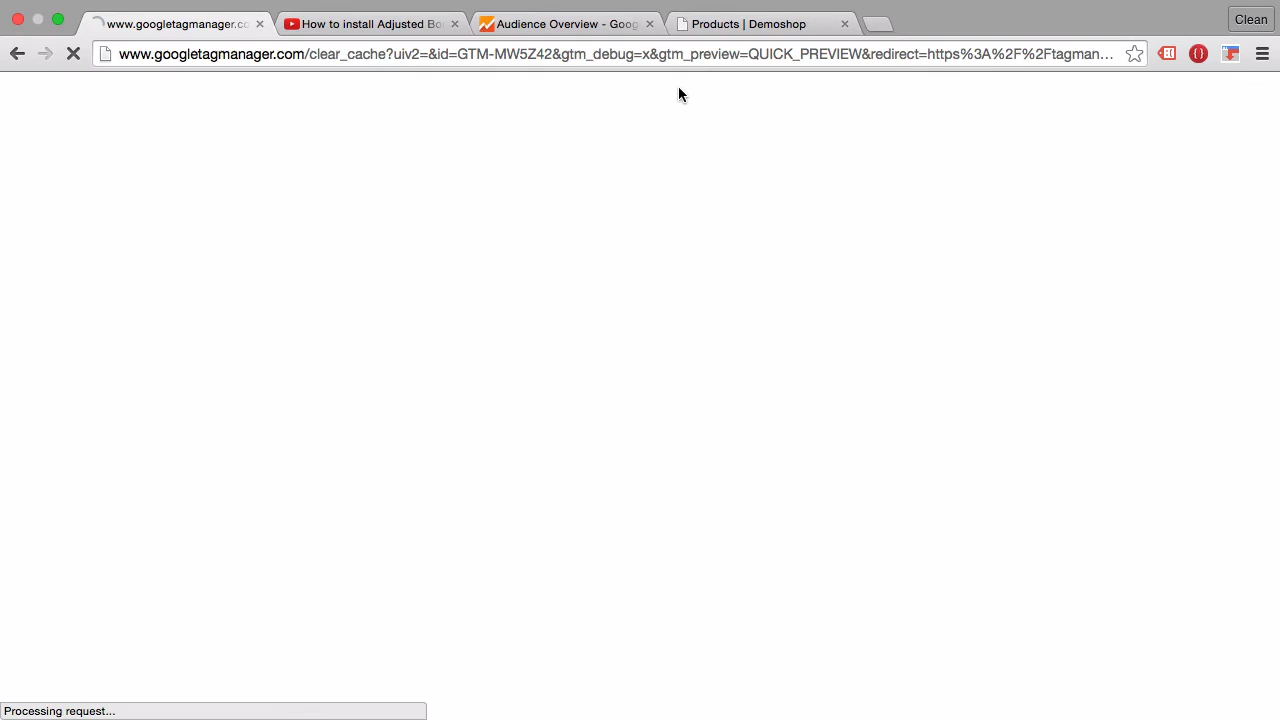 www.googletagmanager.co
How to install Adjusted Bo
Audience Overview - Goog
Products | Demoshop
Clean
www.googletagmanager.com/clear_cache?uiv2=&id=GTM-MW5Z42&gtm_debug=x&gtm_preview=QUICK_PREVIEW&redirect=https%3A%2F%2Ftagman...
Processing request...